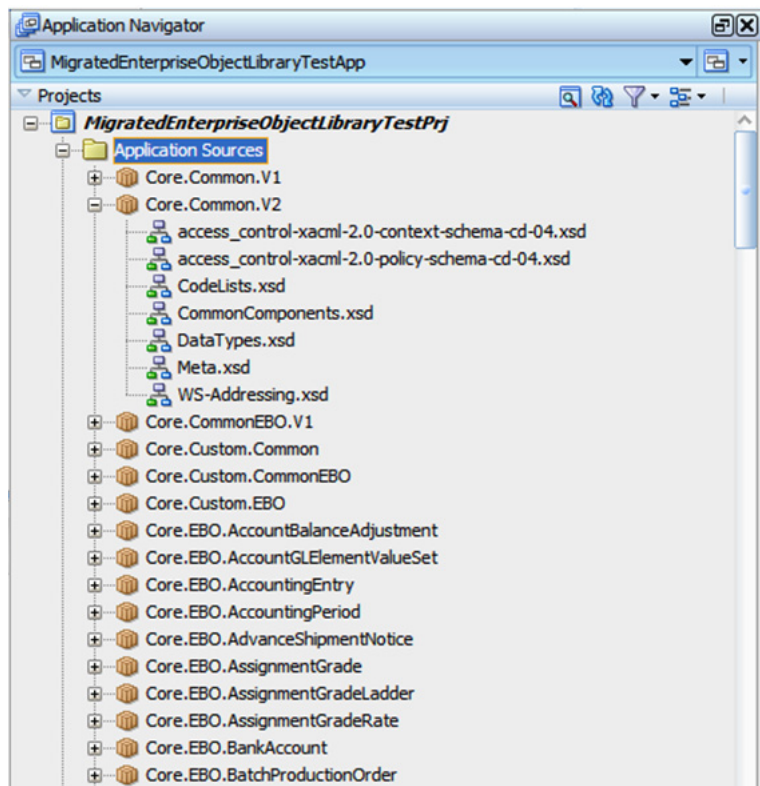 Application Navigator
MigratedEnterpriseObjectLibraryTestApp
Projects
MigratedEnterpriseObjectLibraryTestPrj
Application Sources
Core.Common.V1
Core.Common.V2
access_control-xacml-2.0-context-schema-cd-04.xsd
access_control-xacml-2.0-policy-schema-cd-04.xsd
CodeLists.xsd
CommonComponents.xsd
DataTypes.xsd
Meta.xsd
WS-Addressing.xsd
Core.CommonEBO.V1
Core.Custom.Common
Core.Custom.CommonEBO
Core.Custom.EBO
Core.EBO.AccountBalanceAdjustment
Core.EBO.AccountGLElementValueSet
Core.EBO.AccountingEntry
Core.EBO.AccountingPeriod
Core.EBO.AdvanceShipmentNotice
Core.EBO.AssignmentGrade
Core.EBO.AssignmentGradeLadder
Core.EBO.AssignmentGradeRate
Core.EBO.BankAccount
Core.EBO.BatchProductionOrder